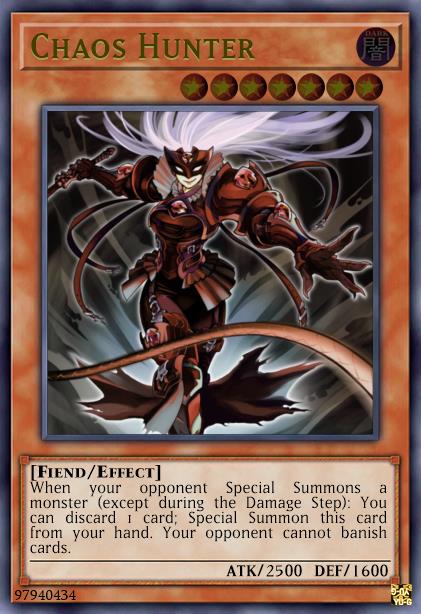 Chaos Hunter
DARK
闇
[Fiend/Effect]
When your opponent Special Summons a
monster (except during the Damage Step): You
can discard 1 card; Special Summon this card
from your hand. Your opponent cannot banish
cards.
ATK/2500 DEF/1600
97940434